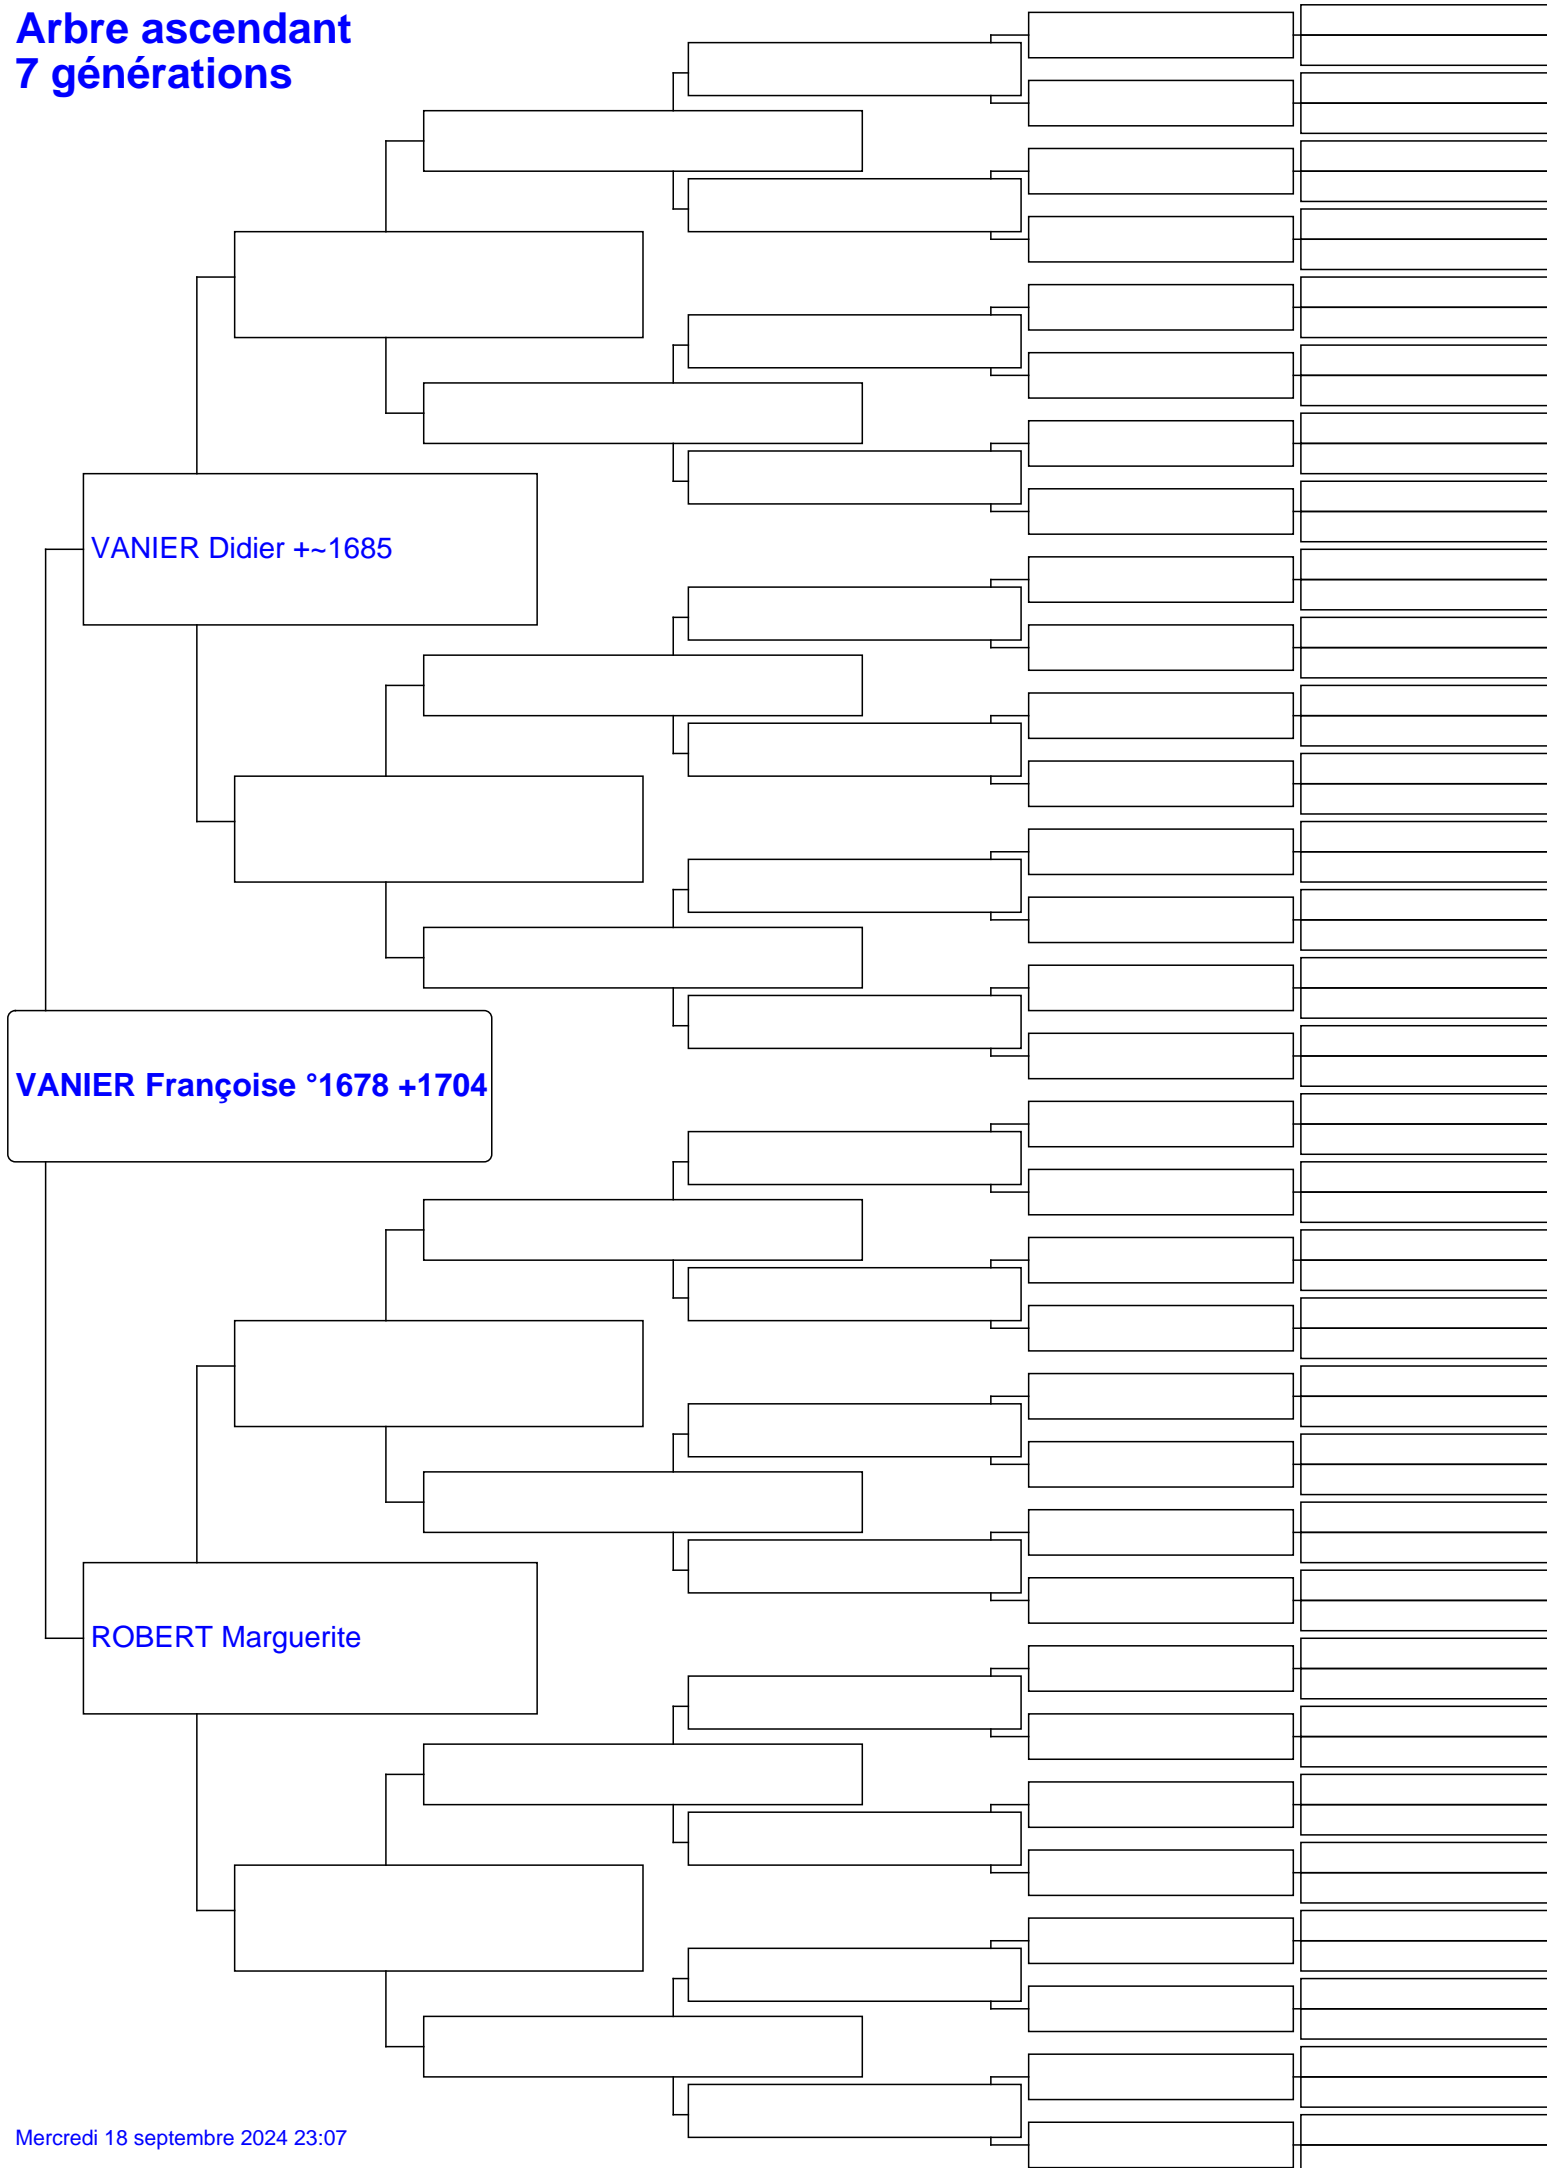 Arbre ascendant
7 générations
VANIER Didier +~1685
VANIER Françoise °1678 +1704
ROBERT Marguerite
Mercredi 18 septembre 2024 23:07